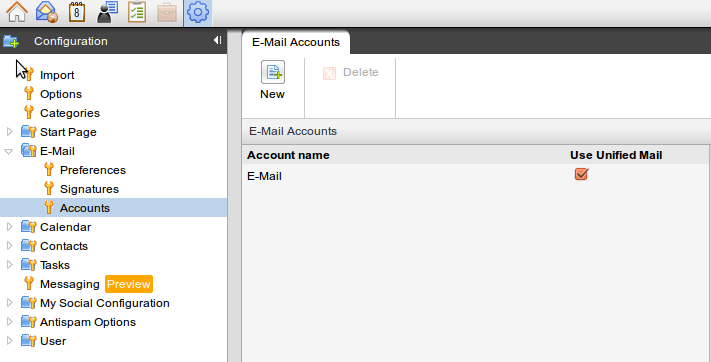 8
Configuration
E-Mail Accounts
Import
Options
Categories
Start Page
E-Mail
Preferences
Signatures
Accounts
Calendar
Contacts
Tasks
Messaging Preview
My Social Configuration
Antispam Options
User
New
Delete
E-Mail Accounts
Account name Use Unified Mail
E-Mail